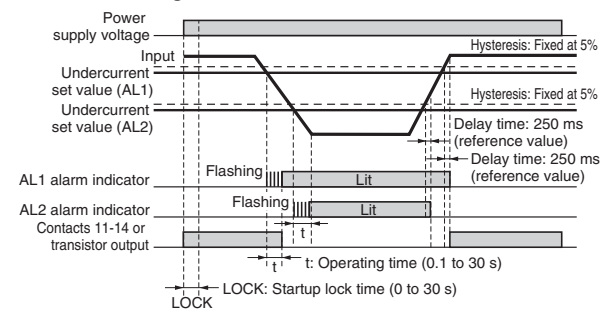 Power
supply voltage
Hysteresis: Fixed at 5%
Input
Undercurrent
set value (AL1)
Hysteresis: Fixed at 5%
Undercurrent
set value (AL2)
Delay time: 250 ms
(reference value)
Delay time: 250 ms
(reference value)
Flashing
Lit
AL1 alarm indicator
Flashing
Lit
AL2 alarm indicator
t
Contacts 11-14 or
transistor output
t
t: Operating time (0.1 to 30 s)
LOCK: Startup lock time (0 to 30 s)
LOCK